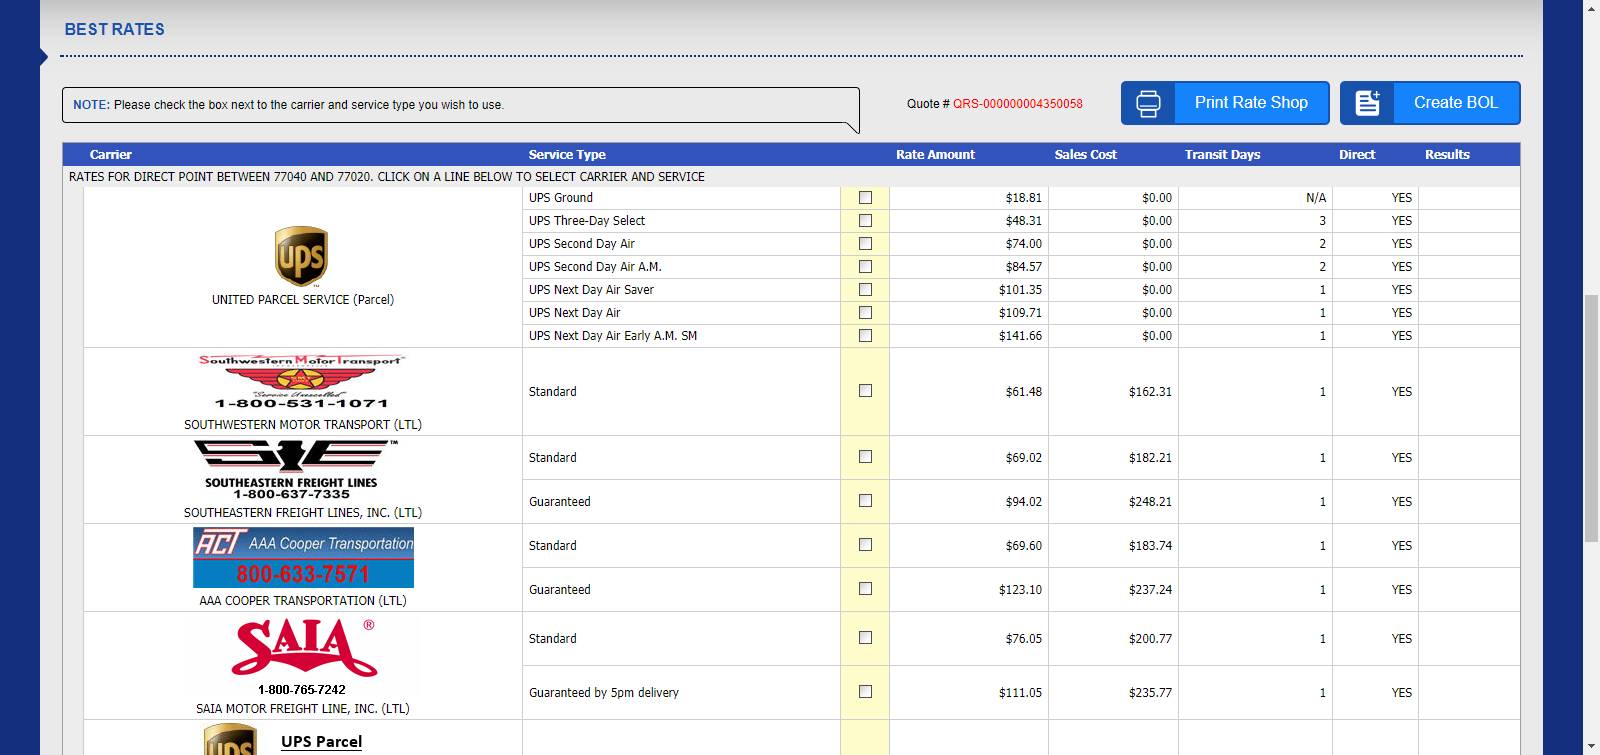 BEST RATES
NOTE: Please check the box next to the carrier and service type you wish to use.
Quote # QRS-000000004350058
Print Rate Shop
Create BOL
Carrier Service Type Rate Amount Sales Cost Transit Days Direct Results
RATES FOR DIRECT POINT BETWEEN 77040 AND 77020. CLICK ON A LINE BELOW TO SELECT CARRIER AND SERVICE
ups
UNITED PARCEL SERVICE (Parcel)
UPS Ground $18.81 $0.00 N/A YES
UPS Three-Day Select $48.31 $0.00 3 YES
UPS Second Day Air $74.00 $0.00 2 YES
UPS Second Day Air A.M. $84.57 $0.00 2 YES
UPS Next Day Air Saver $101.35 $0.00 1 YES
UPS Next Day Air $109.71 $0.00 1 YES
UPS Next Day Air Early A.M. SM $141.66 $0.00 1 YES
Southwestern Motor Transport
SMT
"Service Unexcelled"
1-800-531-1071
SOUTHWESTERN MOTOR TRANSPORT (LTL)
Standard $61.48 $162.31 1 YES
SEFL™
SOUTHEASTERN FREIGHT LINES
1-800-637-7335
SOUTHEASTERN FREIGHT LINES, INC. (LTL)
Standard $69.02 $182.21 1 YES
Guaranteed $94.02 $248.21 1 YES
ACT AAA Cooper Transportation
800-633-7571
AAA COOPER TRANSPORTATION (LTL)
Standard $69.60 $183.74 1 YES
Guaranteed $123.10 $237.24 1 YES
SAIA®
1-800-765-7242
SAIA MOTOR FREIGHT LINE, INC. (LTL)
Standard $76.05 $200.77 1 YES
Guaranteed by 5pm delivery $111.05 $235.77 1 YES
ups
UPS Parcel